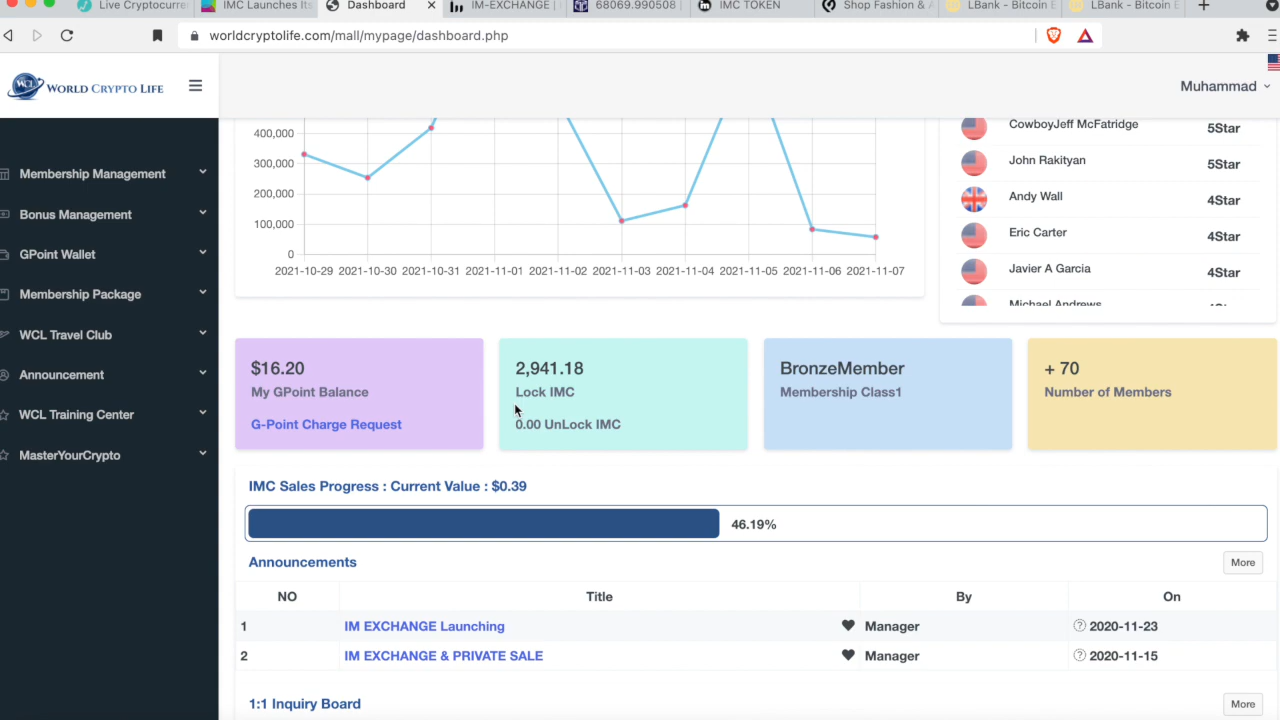 Live Cryptocurre
IMC Launches Its
Dashboard
IM-EXCHANGE |
68069.990508 |
IMC TOKEN
Shop Fashion &
LBank - Bitcoin E
LBank - Bitcoin E
worldcryptolife.com/mall/mypage/dashboard.php
WCL WORLD CRYPTO LIFE
Muhammad
Membership Management
Bonus Management
GPoint Wallet
Membership Package
WCL Travel Club
Announcement
WCL Training Center
MasterYourCrypto
400,000
300,000
200,000
100,000
0
2021-10-29 2021-10-30 2021-10-31 2021-11-01 2021-11-02 2021-11-03 2021-11-04 2021-11-05 2021-11-06 2021-11-07
CowboyJeff McFatridge 5Star
John Rakityan 5Star
Andy Wall 4Star
Eric Carter 4Star
Javier A Garcia 4Star
Michael Andrews
$16.20
My GPoint Balance
G-Point Charge Request
2,941.18
Lock IMC
0.00 UnLock IMC
BronzeMember
Membership Class1
+ 70
Number of Members
IMC Sales Progress : Current Value : $0.39
46.19%
Announcements More
NO Title By On
1 IM EXCHANGE Launching Manager 2020-11-23
2 IM EXCHANGE & PRIVATE SALE Manager 2020-11-15
1:1 Inquiry Board More